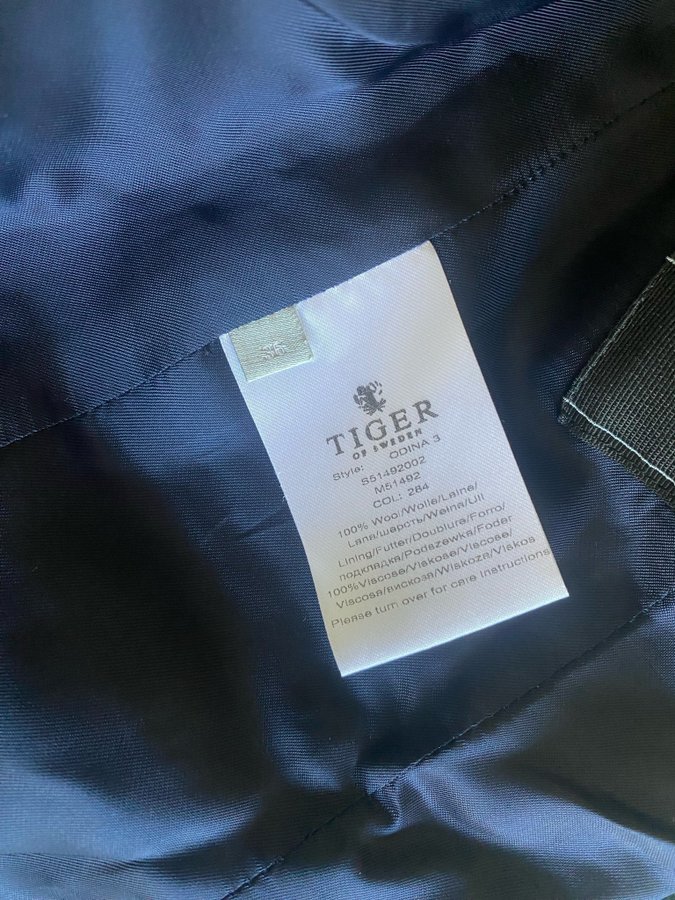 36
TIGER
OF SWEDEN
Style: ODINA 3
S51492002
M51492
COL: 284
100% Wool/Wolle/Laine/
Lana/шерсть/Wełna/Ull
Lining/Futter/Doublure/Forro/
подкладка/Podszewka/Foder
100%Viscose/Viskose/Viscose/
Viscosa/вискоза/Wiskoza/Viskos
Please turn over for care instructions